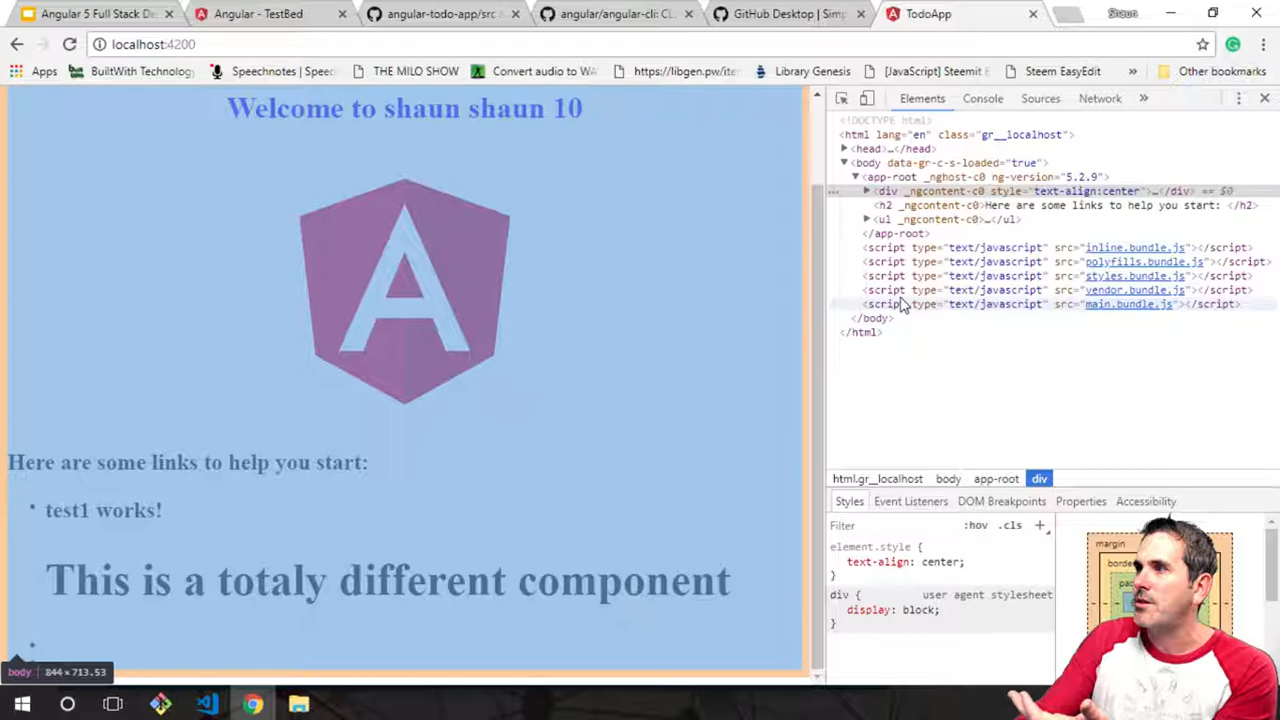 Angular 5 Full Stack De
Angular - TestBed
angular-todo-app/src
angular/angular-cli: CL
GitHub Desktop | Simp
TodoApp
Shaun
localhost:4200
Apps
BuiltWith Technology
Speechnotes | Speec
THE MILO SHOW
Convert audio to WA
https://libgen.pw/iter
Library Genesis
[JavaScript] Steemit E
Steem EasyEdit
»
Other bookmarks
Welcome to shaun shaun 10
A
Here are some links to help you start:
• test1 works!
This is a totaly different component
•
body | 844 × 713.53
Elements Console Sources Network »
<!DOCTYPE html>
<html lang="en" class="gr__localhost">
<head>…</head>
<body data-gr-c-s-loaded="true">
<app-root _nghost-c0 ng-version="5.2.9">
… <div _ngcontent-c0 style="text-align:center">…</div> == $0
<h2 _ngcontent-c0>Here are some links to help you start: </h2>
<ul _ngcontent-c0>…</ul>
</app-root>
<script type="text/javascript" src="inline.bundle.js"></script>
<script type="text/javascript" src="polyfills.bundle.js"></script>
<script type="text/javascript" src="styles.bundle.js"></script>
<script type="text/javascript" src="vendor.bundle.js"></script>
<script type="text/javascript" src="main.bundle.js"></script>
</body>
</html>
html.gr__localhost body app-root div
Styles Event Listeners DOM Breakpoints Properties Accessibility
Filter :hov .cls +
element.style {
text-align: center;
}
div { user agent stylesheet
display: block;
}
margin
borde
pad